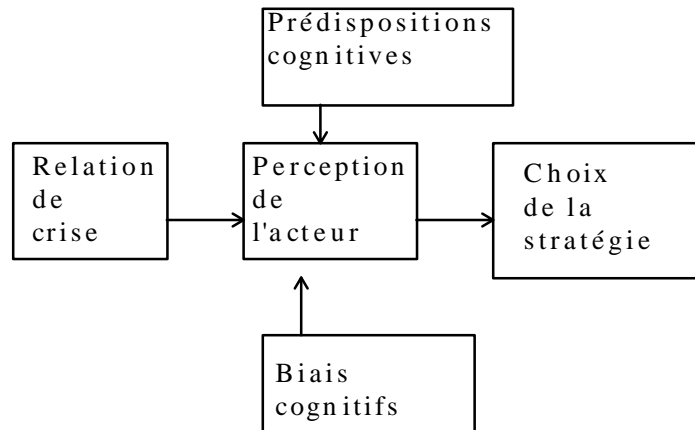 Prédispositions
cognitives
Relation
de
crise
Perception
de
l'acteur
Choix
de la
stratégie
Biais
cognitifs